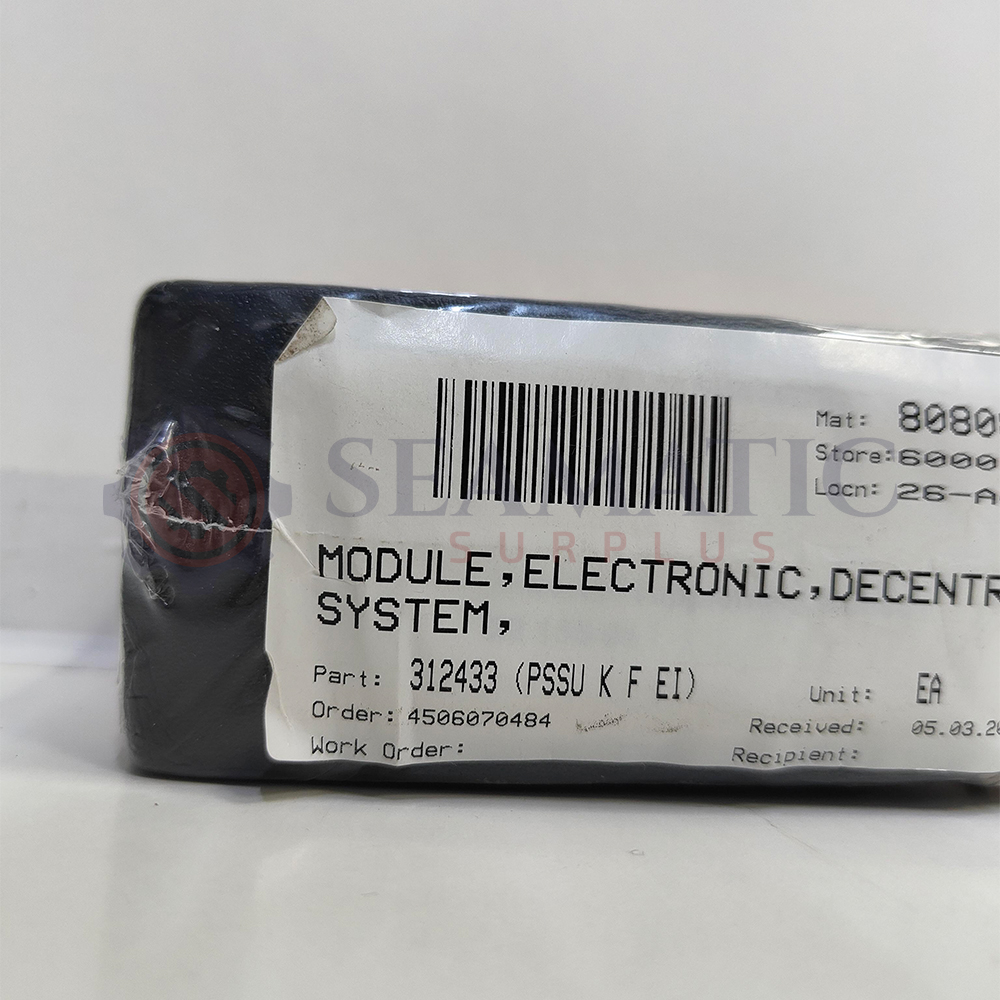 Mat: 8080
Store: 6000
Locn: 26-A
SEAMATIC
SURPLUS
MODULE,ELECTRONIC,DECENTR
SYSTEM,
Part: 312433 (PSSU K F EI)
Unit: EA
Order: 4506070484
Received: 05.03.20
Work Order:
Recipient: